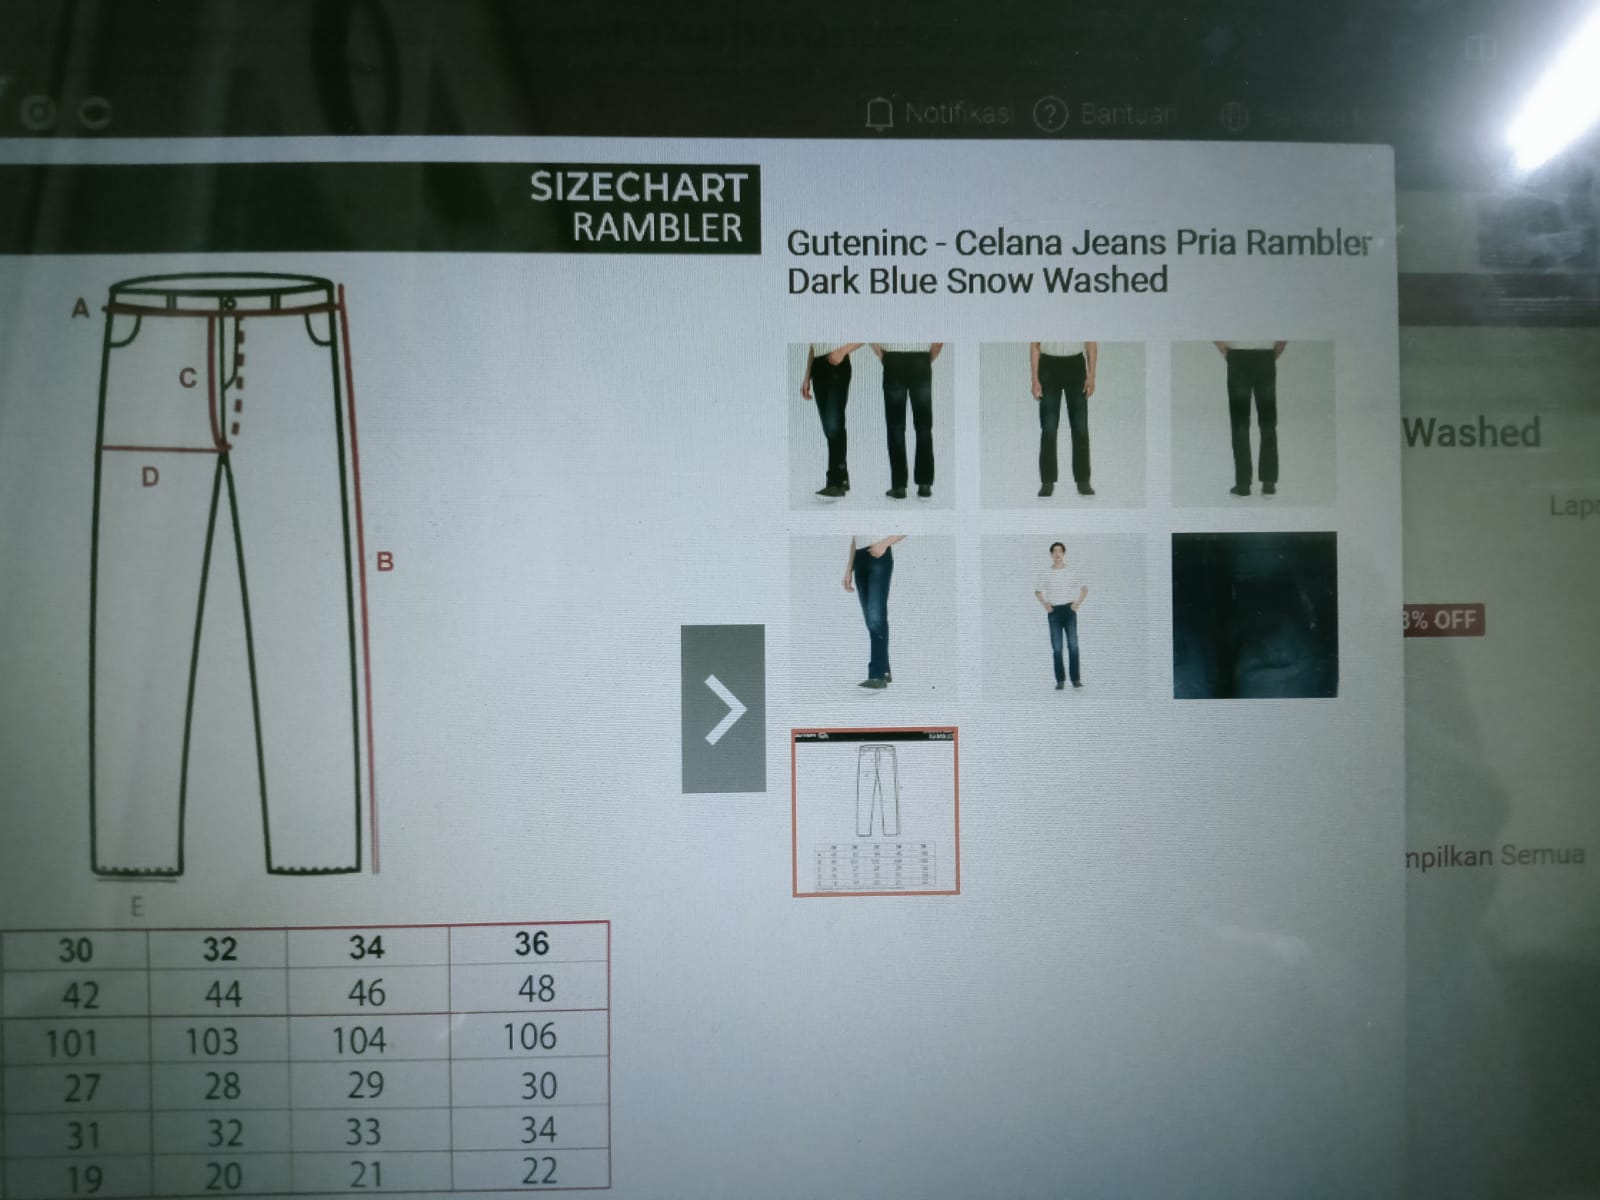 Notifikasi
Bantuan
SIZECHART
RAMBLER
Guteninc - Celana Jeans Pria Rambler
Dark Blue Snow Washed
A
C
D
B
E
30 32 34 36
42 44 46 48
101 103 104 106
27 28 29 30
31 32 33 34
19 20 21 22
Washed
% OFF
Semua